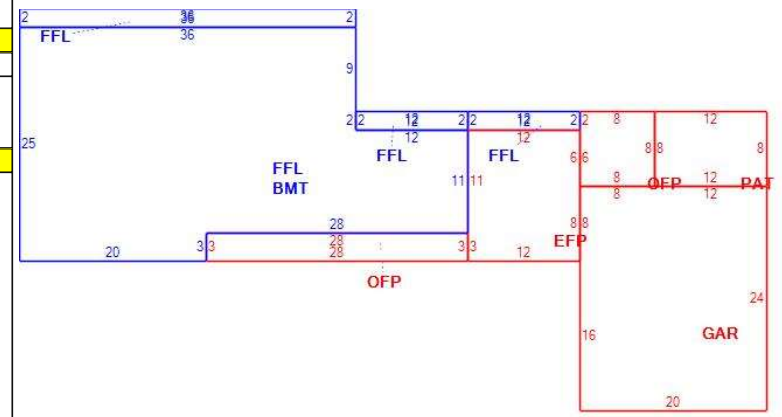 2 36 2
FFL 36
9
2 2 12 2 2 12 2 2 8 12
12 12
25 FFL FFL 6 6 8 8 8
FFL 11 11 8 12
BMT 8 OFP 12 PAT
28 8 8
20 3 3 28 3 3 12 EFP
28
OFP 24
16 GAR
20